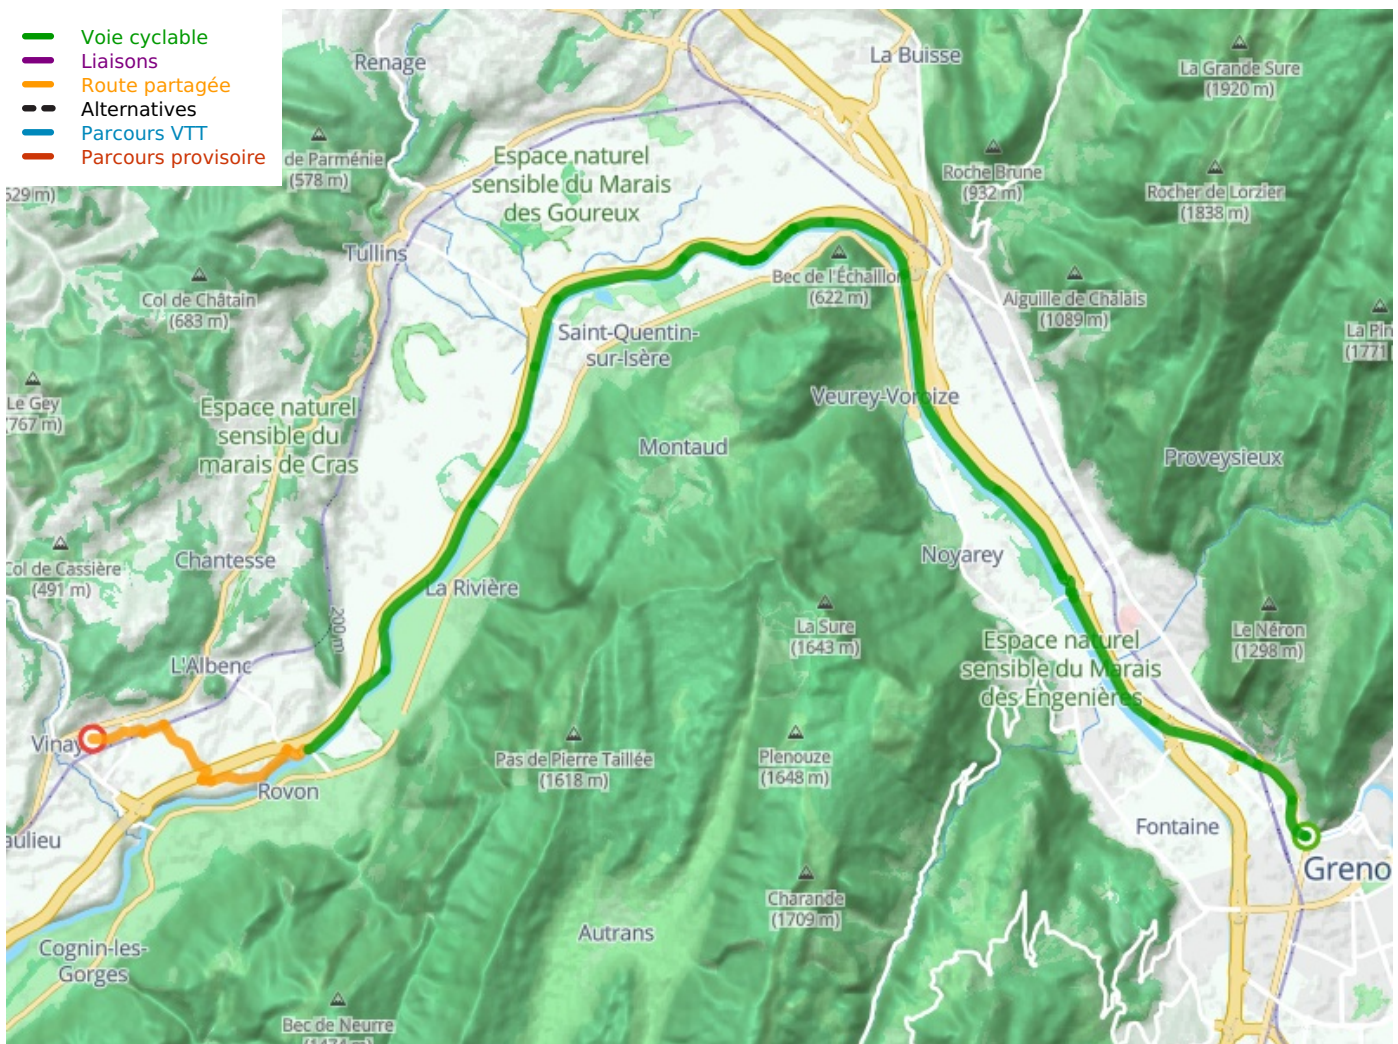 Voie cyclable
Liaisons
Route partagée
Alternatives
Parcours VTT
Parcours provisoire
Renage
La Buisse
La Grande Sure
(1920 m)
de Parménie
(578 m)
529 m)
Espace naturel
sensible du Marais
des Goureux
Roche Brune
(932 m)
Rocher de Lorzier
(1838 m)
Tullins
Col de Châtain
(683 m)
Bec de l'Échaillon
(622 m)
Aiguille de Chalais
(1089 m)
Saint-Quentin-
sur-Isère
La Pin
(1771
Le Gey
(767 m)
Espace naturel
sensible du
marais de Cras
Veurey-Voroize
Montaud
Proveysieux
Col de Cassière
(491 m)
Chantesse
La Rivière
Noyarey
200 m
La Sure
(1643 m)
Le Néron
(1298 m)
Espace naturel
sensible du Marais
des Engenières
L'Albenc
Vinay
Rovon
Pas de Pierre Taillée
(1618 m)
Plenouze
(1648 m)
aulieu
Fontaine
Greno
Charande
(1709 m)
Autrans
Cognin-les-
Gorges
Bec de Neurre
(1474 m)